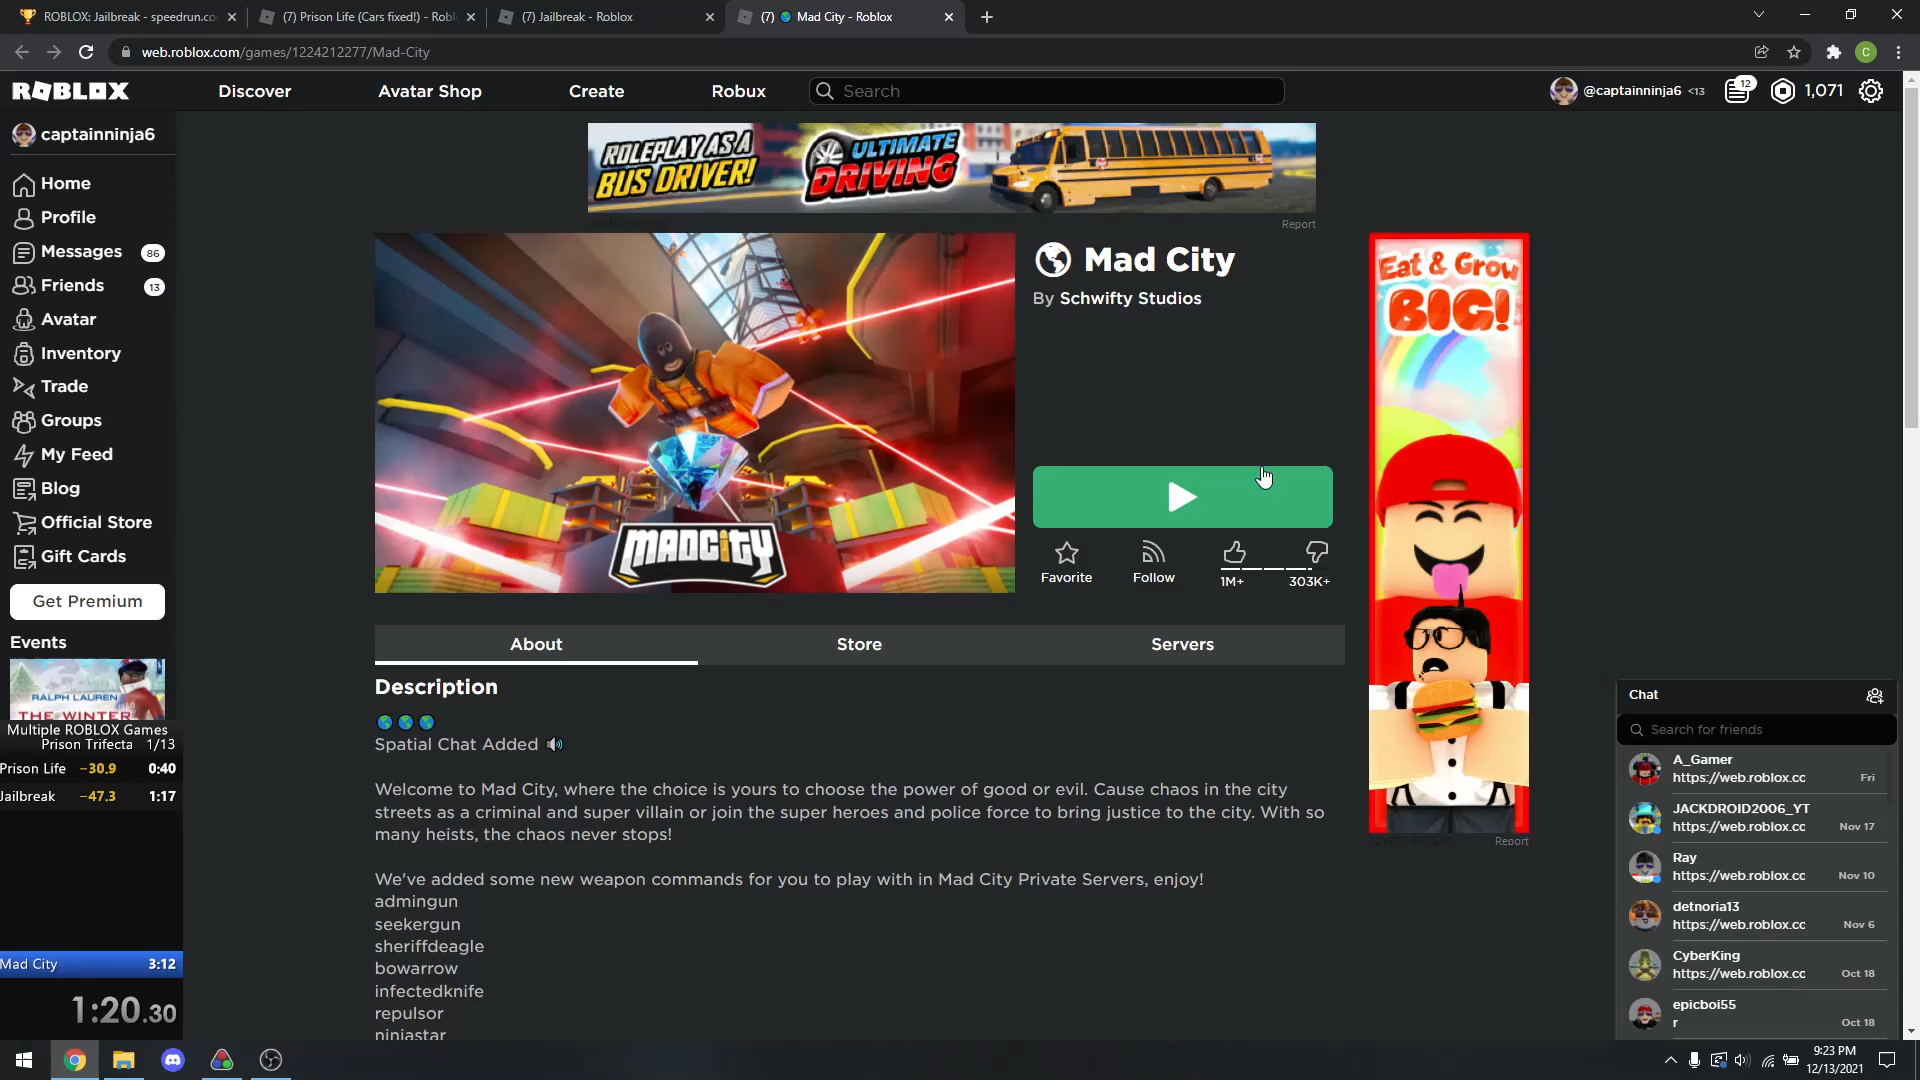 ROBLOX: Jailbreak - speedrun.co
(7) Prison Life (Cars fixed!) - Robl
(7) Jailbreak - Roblox
(7) 🌎 Mad City - Roblox
web.roblox.com/games/1224212277/Mad-City
ROBLOX
Discover
Avatar Shop
Create
Robux
Search
@captainninja6 <13
12
1,071
captainninja6
Home
Profile
Messages 86
Friends 13
Avatar
Inventory
Trade
Groups
My Feed
Blog
Official Store
Gift Cards
Get Premium
Events
RALPH LAUREN
THE WINTER
ROLEPLAY AS A
BUS DRIVER!
ULTIMATE
DRIVING
Report
MADCITY
🌎 Mad City
By Schwifty Studios
Favorite
Follow
1M+
303K+
Eat & Grow
BIG!
Report
About
Store
Servers
Description
🌎🌎🌎
Spatial Chat Added 🔊
Welcome to Mad City, where the choice is yours to choose the power of good or evil. Cause chaos in the city
streets as a criminal and super villain or join the super heroes and police force to bring justice to the city. With so
many heists, the chaos never stops!
We've added some new weapon commands for you to play with in Mad City Private Servers, enjoy!
admingun
seekergun
sheriffdeagle
bowarrow
infectedknife
repulsor
ninjastar
Multiple ROBLOX Games
Prison Trifecta 1/13
Prison Life -30.9 0:40
Jailbreak -47.3 1:17
Mad City 3:12
1:20.30
Chat
Search for friends
A_Gamer
https://web.roblox.cc Fri
JACKDROID2006_YT
https://web.roblox.cc Nov 17
Ray
https://web.roblox.cc Nov 10
detnoria13
https://web.roblox.cc Nov 6
CyberKing
https://web.roblox.cc Oct 18
epicboi55
r Oct 18
9:23 PM
12/13/2021